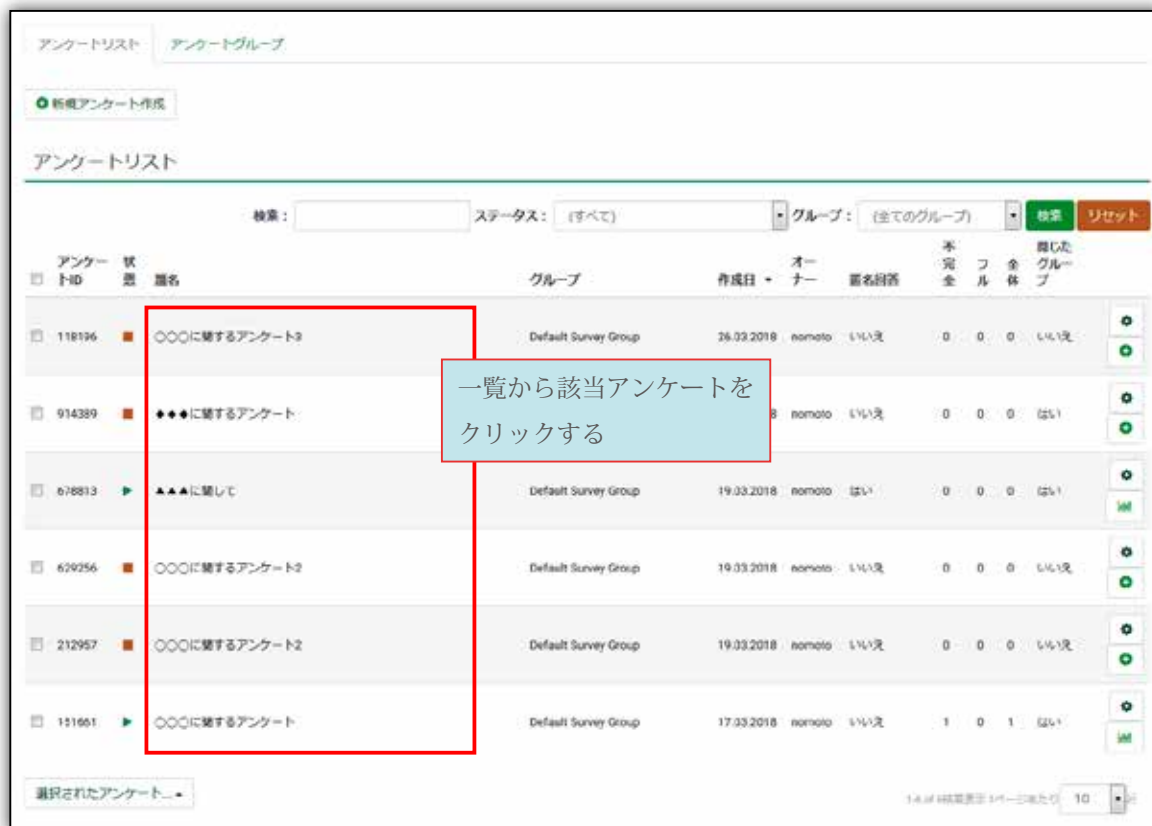 アンケートリスト アンケートグループ
新規アンケート作成
アンケートリスト
検索： ステータス： (すべて) グループ： (全てのグループ) 検索 リセット
アンケートID 状態 題名 グループ 作成日 オーナー 匿名回答 不完全 フル 全体 閉じたグループ
118196 〇〇〇に関するアンケート3 Default Survey Group 26.03.2018 nomoto いいえ 0 0 0 いいえ
一覧から該当アンケートを
クリックする
914389 ◆◆◆に関するアンケート 8 nomoto いいえ 0 0 0 はい
678813 ▲▲▲に関して Default Survey Group 19.03.2018 nomoto はい 0 0 0 はい
629256 〇〇〇に関するアンケート2 Default Survey Group 19.03.2018 nomoto いいえ 0 0 0 いいえ
212957 〇〇〇に関するアンケート2 Default Survey Group 19.03.2018 nomoto いいえ 0 0 0 いいえ
151661 〇〇〇に関するアンケート Default Survey Group 17.03.2018 nomoto いいえ 1 0 1 はい
選択されたアンケート... 10